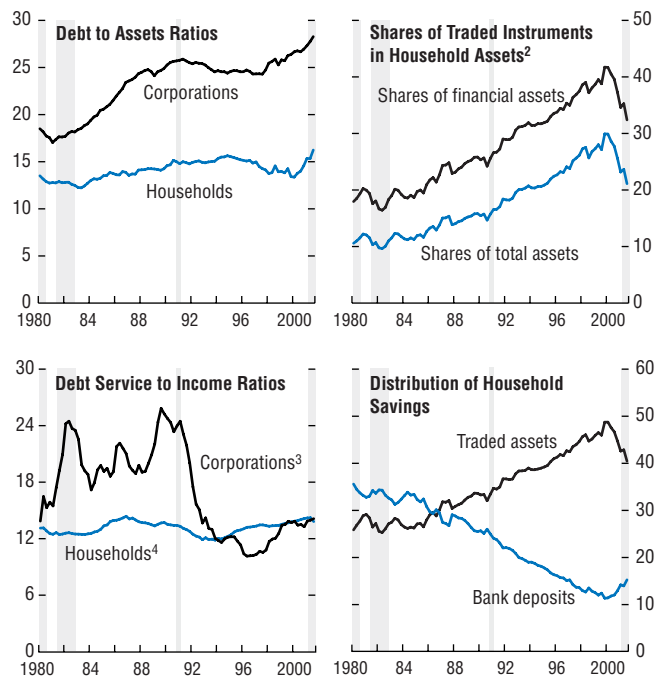 Debt to Assets Ratios
30
25
20
15
10
5
0
Corporations
Households
1980 84 88 92 96 2000
Shares of Traded Instruments
in Household Assets2
50
40
30
20
10
0
Shares of financial assets
Shares of total assets
1980 84 88 92 96 2000
Debt Service to Income Ratios
30
24
18
12
6
0
Corporations3
Households4
1980 84 88 92 96 2000
Distribution of Household
Savings
60
50
40
30
20
10
0
Traded assets
Bank deposits
1980 84 88 92 96 2000